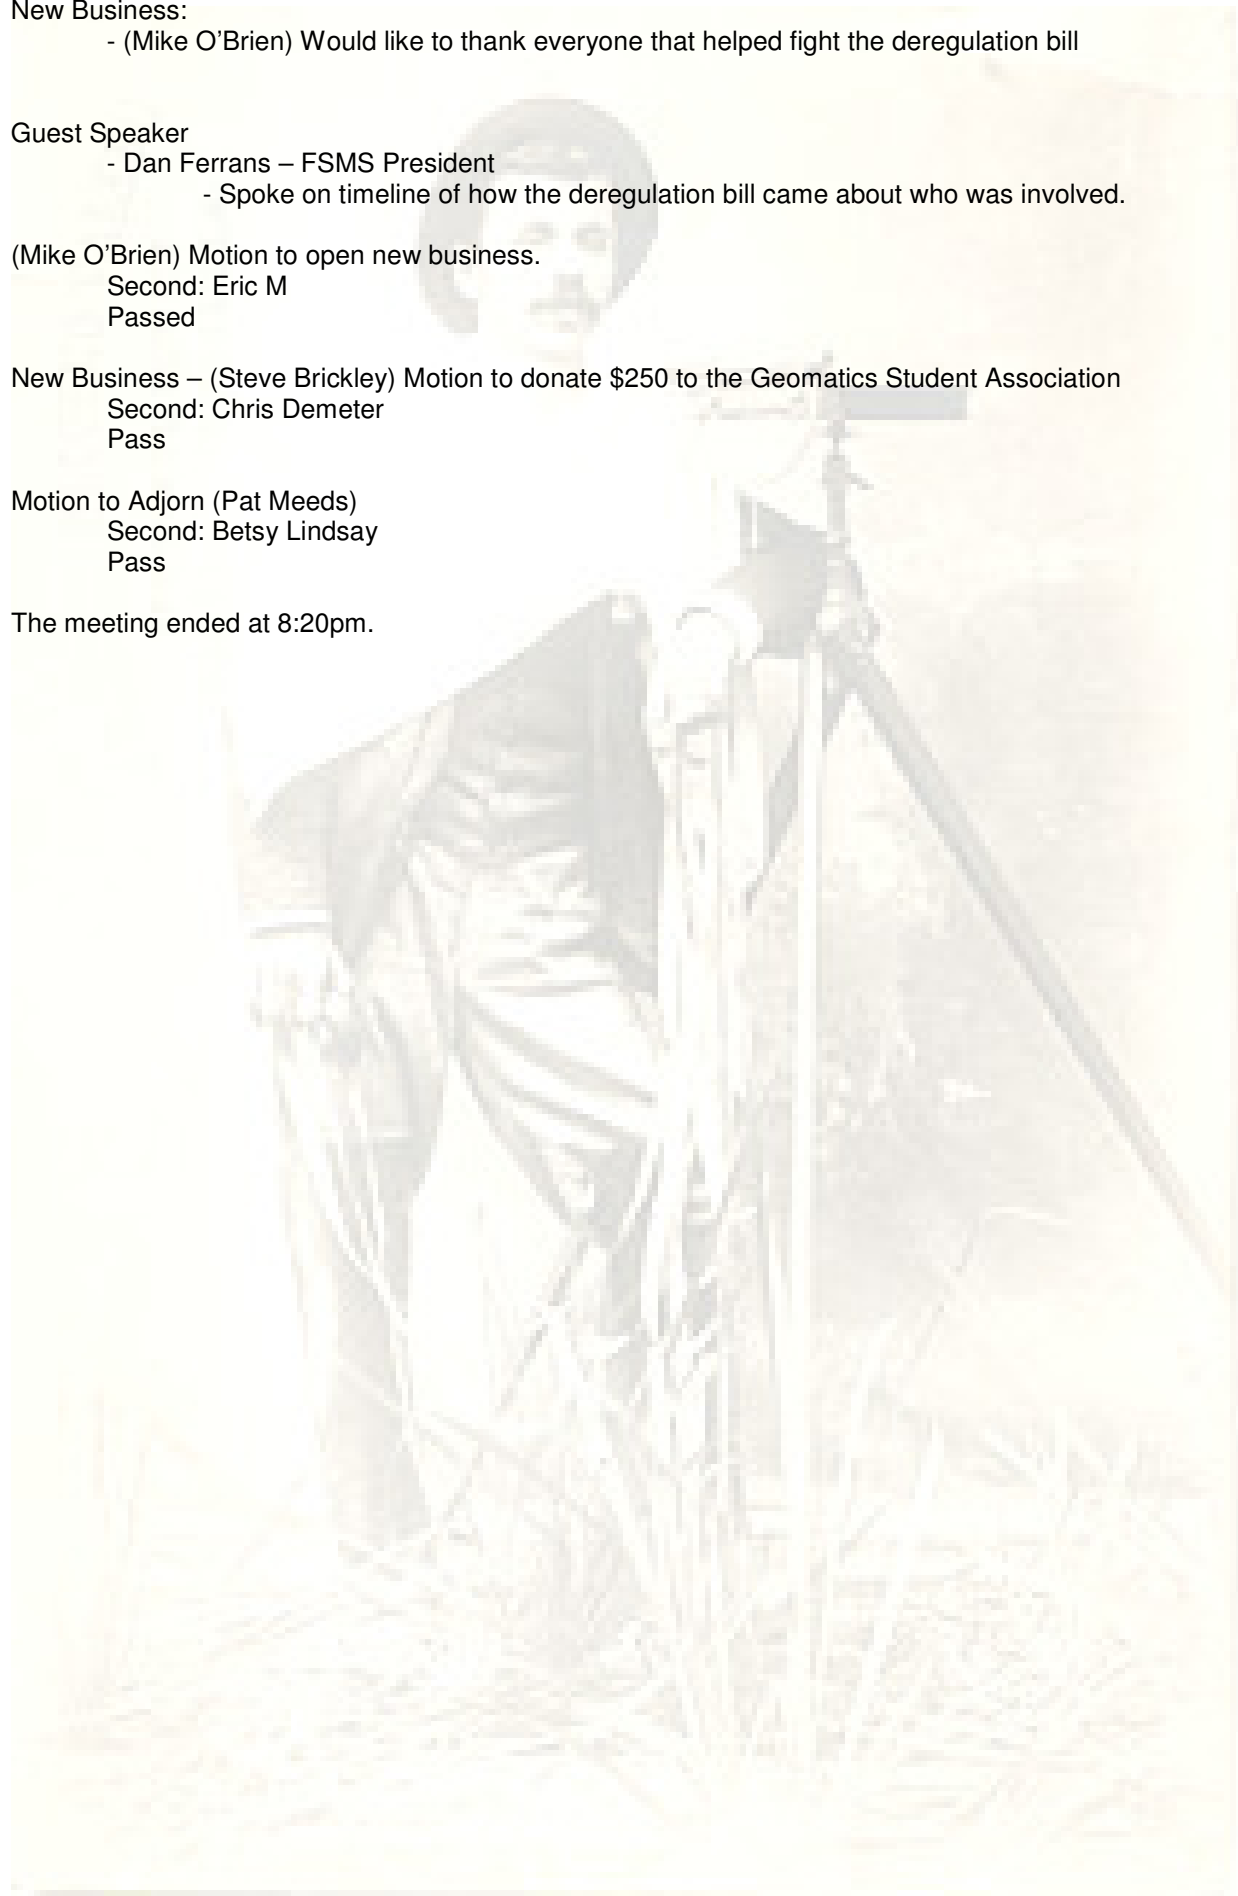 New Business:
- (Mike O'Brien) Would like to thank everyone that helped fight the deregulation bill
Guest Speaker
- Dan Ferrans – FSMS President
- Spoke on timeline of how the deregulation bill came about who was involved.
(Mike O'Brien) Motion to open new business.
Second: Eric M
Passed
New Business – (Steve Brickley) Motion to donate $250 to the Geomatics Student Association
Second: Chris Demeter
Pass
Motion to Adjorn (Pat Meeds)
Second: Betsy Lindsay
Pass
The meeting ended at 8:20pm.